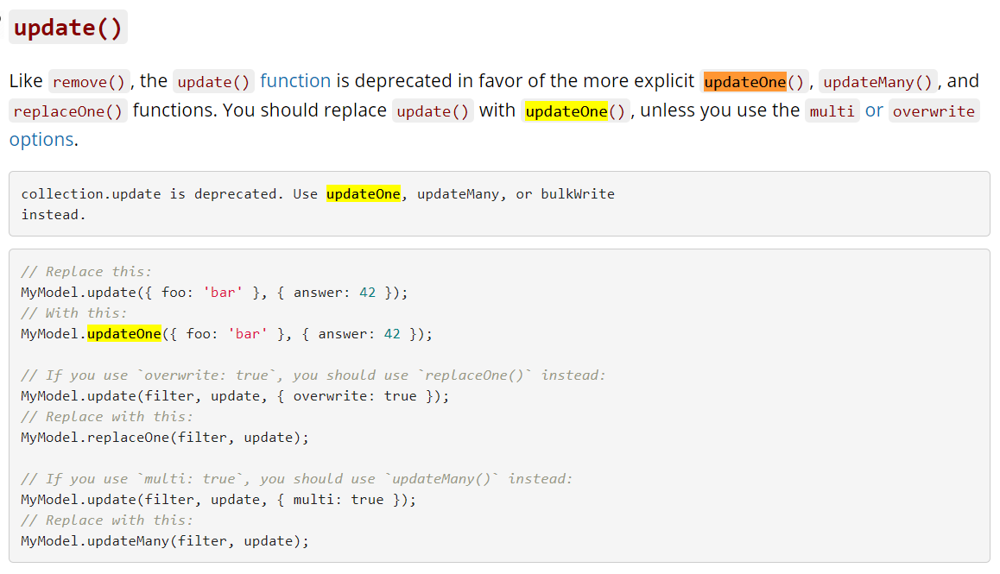 update()
Like remove(), the update() function is deprecated in favor of the more explicit updateOne(), updateMany(), and
replaceOne() functions. You should replace update() with updateOne(), unless you use the multi or overwrite
options.
collection.update is deprecated. Use updateOne, updateMany, or bulkWrite
instead.
// Replace this:
MyModel.update({ foo: 'bar' }, { answer: 42 });
// With this:
MyModel.updateOne({ foo: 'bar' }, { answer: 42 });
// If you use `overwrite: true`, you should use `replaceOne()` instead:
MyModel.update(filter, update, { overwrite: true });
// Replace with this:
MyModel.replaceOne(filter, update);
// If you use `multi: true`, you should use `updateMany()` instead:
MyModel.update(filter, update, { multi: true });
// Replace with this:
MyModel.updateMany(filter, update);